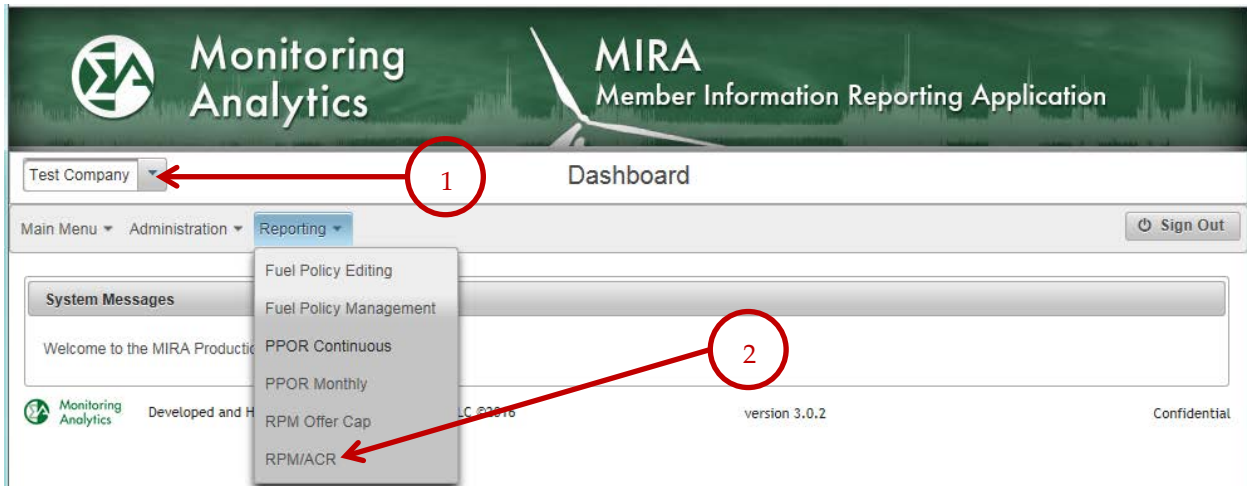 Monitoring
Analytics
MIRA
Member Information Reporting Application
Test Company
1
Dashboard
Main Menu
Administration
Reporting
Sign Out
Fuel Policy Editing
Fuel Policy Management
PPOR Continuous
PPOR Monthly
RPM Offer Cap
RPM/ACR
System Messages
Welcome to the MIRA Productio
2
Monitoring
Analytics
Developed and H
LC ©2016
version 3.0.2
Confidential